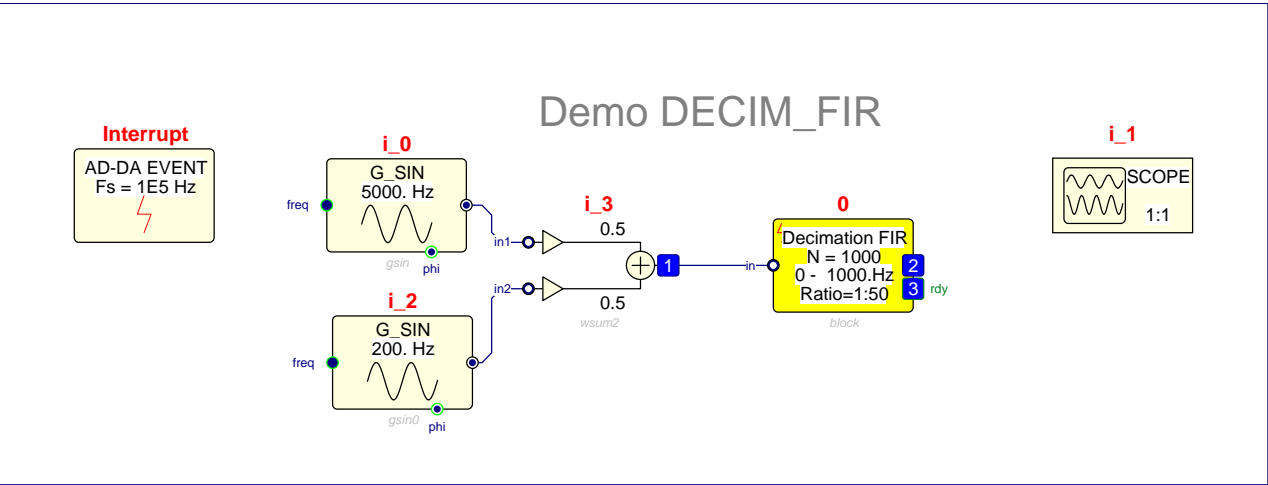 Demo DECIM_FIR
Interrupt
AD-DA EVENT
Fs = 1E5 Hz
i_0
G_SIN
5000. Hz
freq
phi
gsin
i_2
G_SIN
200. Hz
freq
phi
gsin0
i_3
0.5
in1
in2
0.5
1
wsum2
0
in
Decimation FIR
N = 1000
0 - 1000.Hz
Ratio=1:50
2
3
rdy
block
i_1
SCOPE
1:1